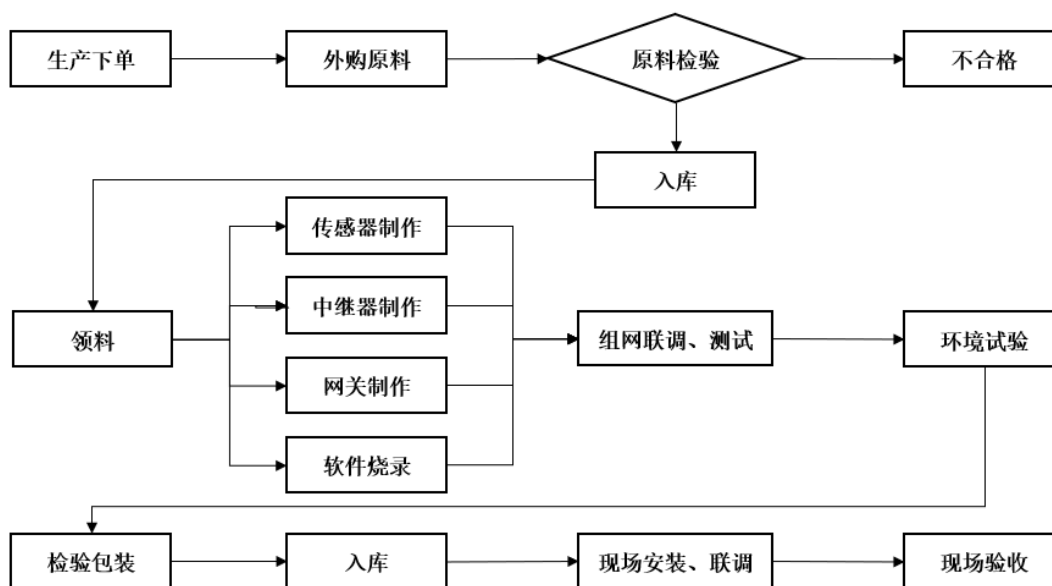 生产下单
外购原料
原料检验
不合格
入库
传感器制作
中继器制作
领料
组网联调、测试
环境试验
网关制作
软件烧录
检验包装
入库
现场安装、联调
现场验收